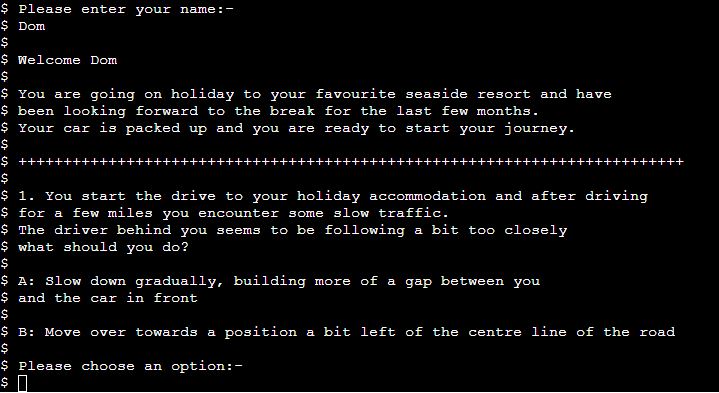 $ Please enter your name:-
$ Dom
$
$ Welcome Dom
$
$ You are going on holiday to your favourite seaside resort and have
$ been looking forward to the break for the last few months.
$ Your car is packed up and you are ready to start your journey.
$
$ ++++++++++++++++++++++++++++++++++++++++++++++++++++++++++++++++++++++++++
$
$ 1. You start the drive to your holiday accommodation and after driving
$ for a few miles you encounter some slow traffic.
$ The driver behind you seems to be following a bit too closely
$ what should you do?
$
$ A: Slow down gradually, building more of a gap between you
$ and the car in front
$
$ B: Move over towards a position a bit left of the centre line of the road
$
$ Please choose an option:-
$